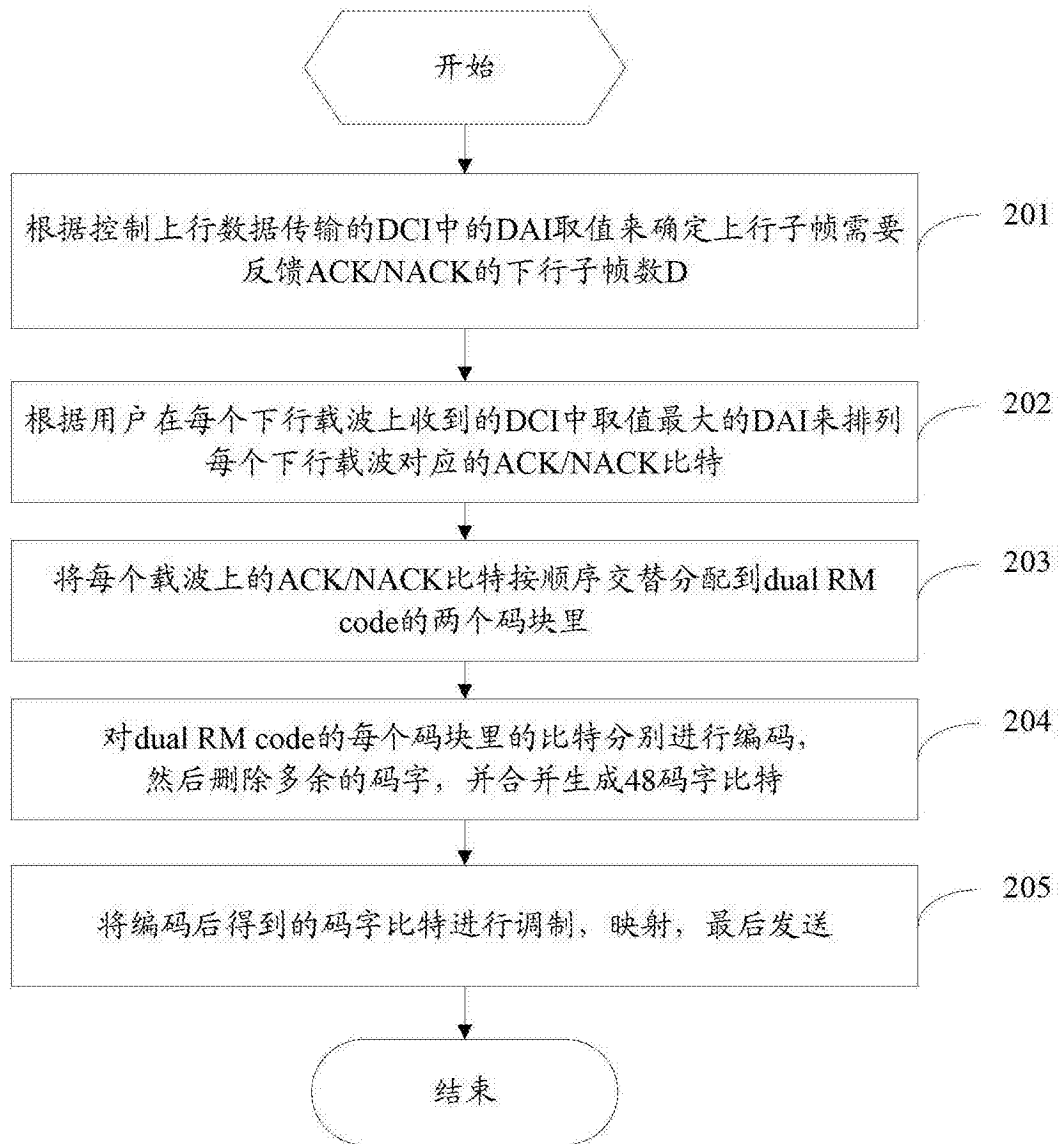 开始
根据控制上行数据传输的DCI中的DAI取值来确定上行子帧需要
反馈ACK/NACK的下行子帧数D
201
根据用户在每个下行载波上收到的DCI中取值最大的DAI来排列
每个下行载波对应的ACK/NACK比特
202
将每个载波上的ACK/NACK比特按顺序交替分配到dual RM
code的两个码块里
203
对dual RM code的每个码块里的比特分别进行编码，
然后删除多余的码字，并合并生成48码字比特
204
将编码后得到的码字比特进行调制、映射，最后发送
205
结束